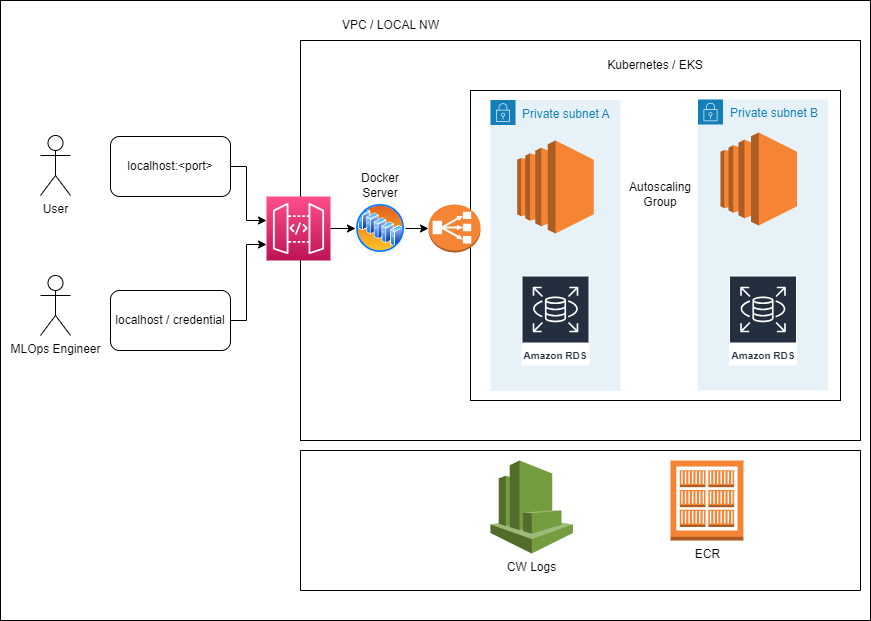 VPC / LOCAL NW
Kubernetes / EKS
Private subnet A
Private subnet B
localhost:<port>
User
Docker
Server
Autoscaling
Group
</>
localhost / credential
MLOps Engineer
Amazon RDS
Amazon RDS
CW Logs
ECR